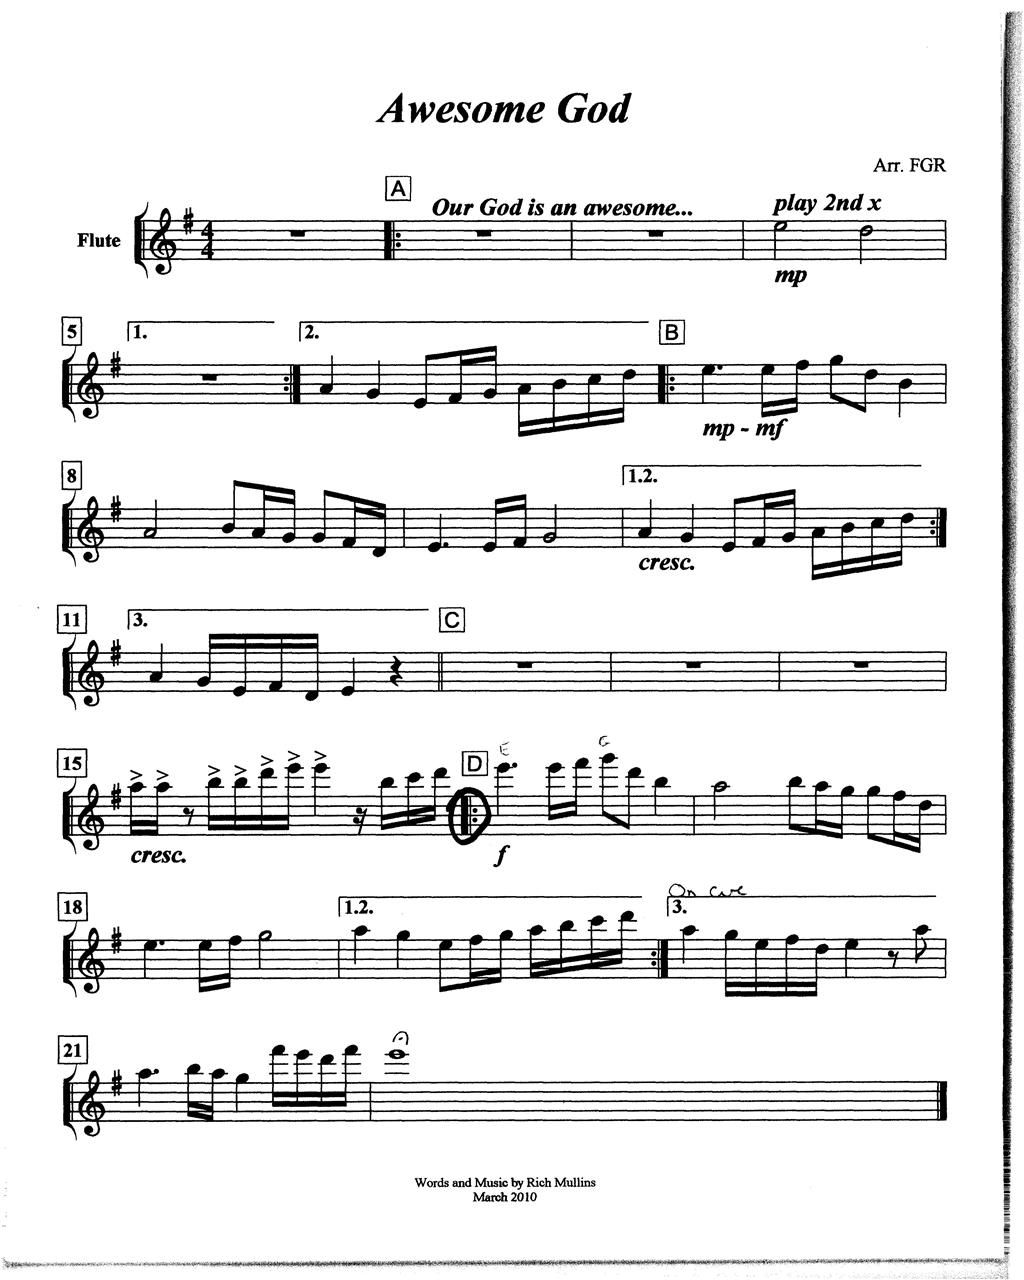 Awesome God
Arr. FGR
A
Our God is an awesome... play 2nd x
Flute
4
4
mp
5 1. 2. B
mp - mf
8 1.2.
cresc.
11 3. C
15 D E G
cresc. f
On cue
18 1.2. 3.
21
Words and Music by Rich Mullins
March 2010